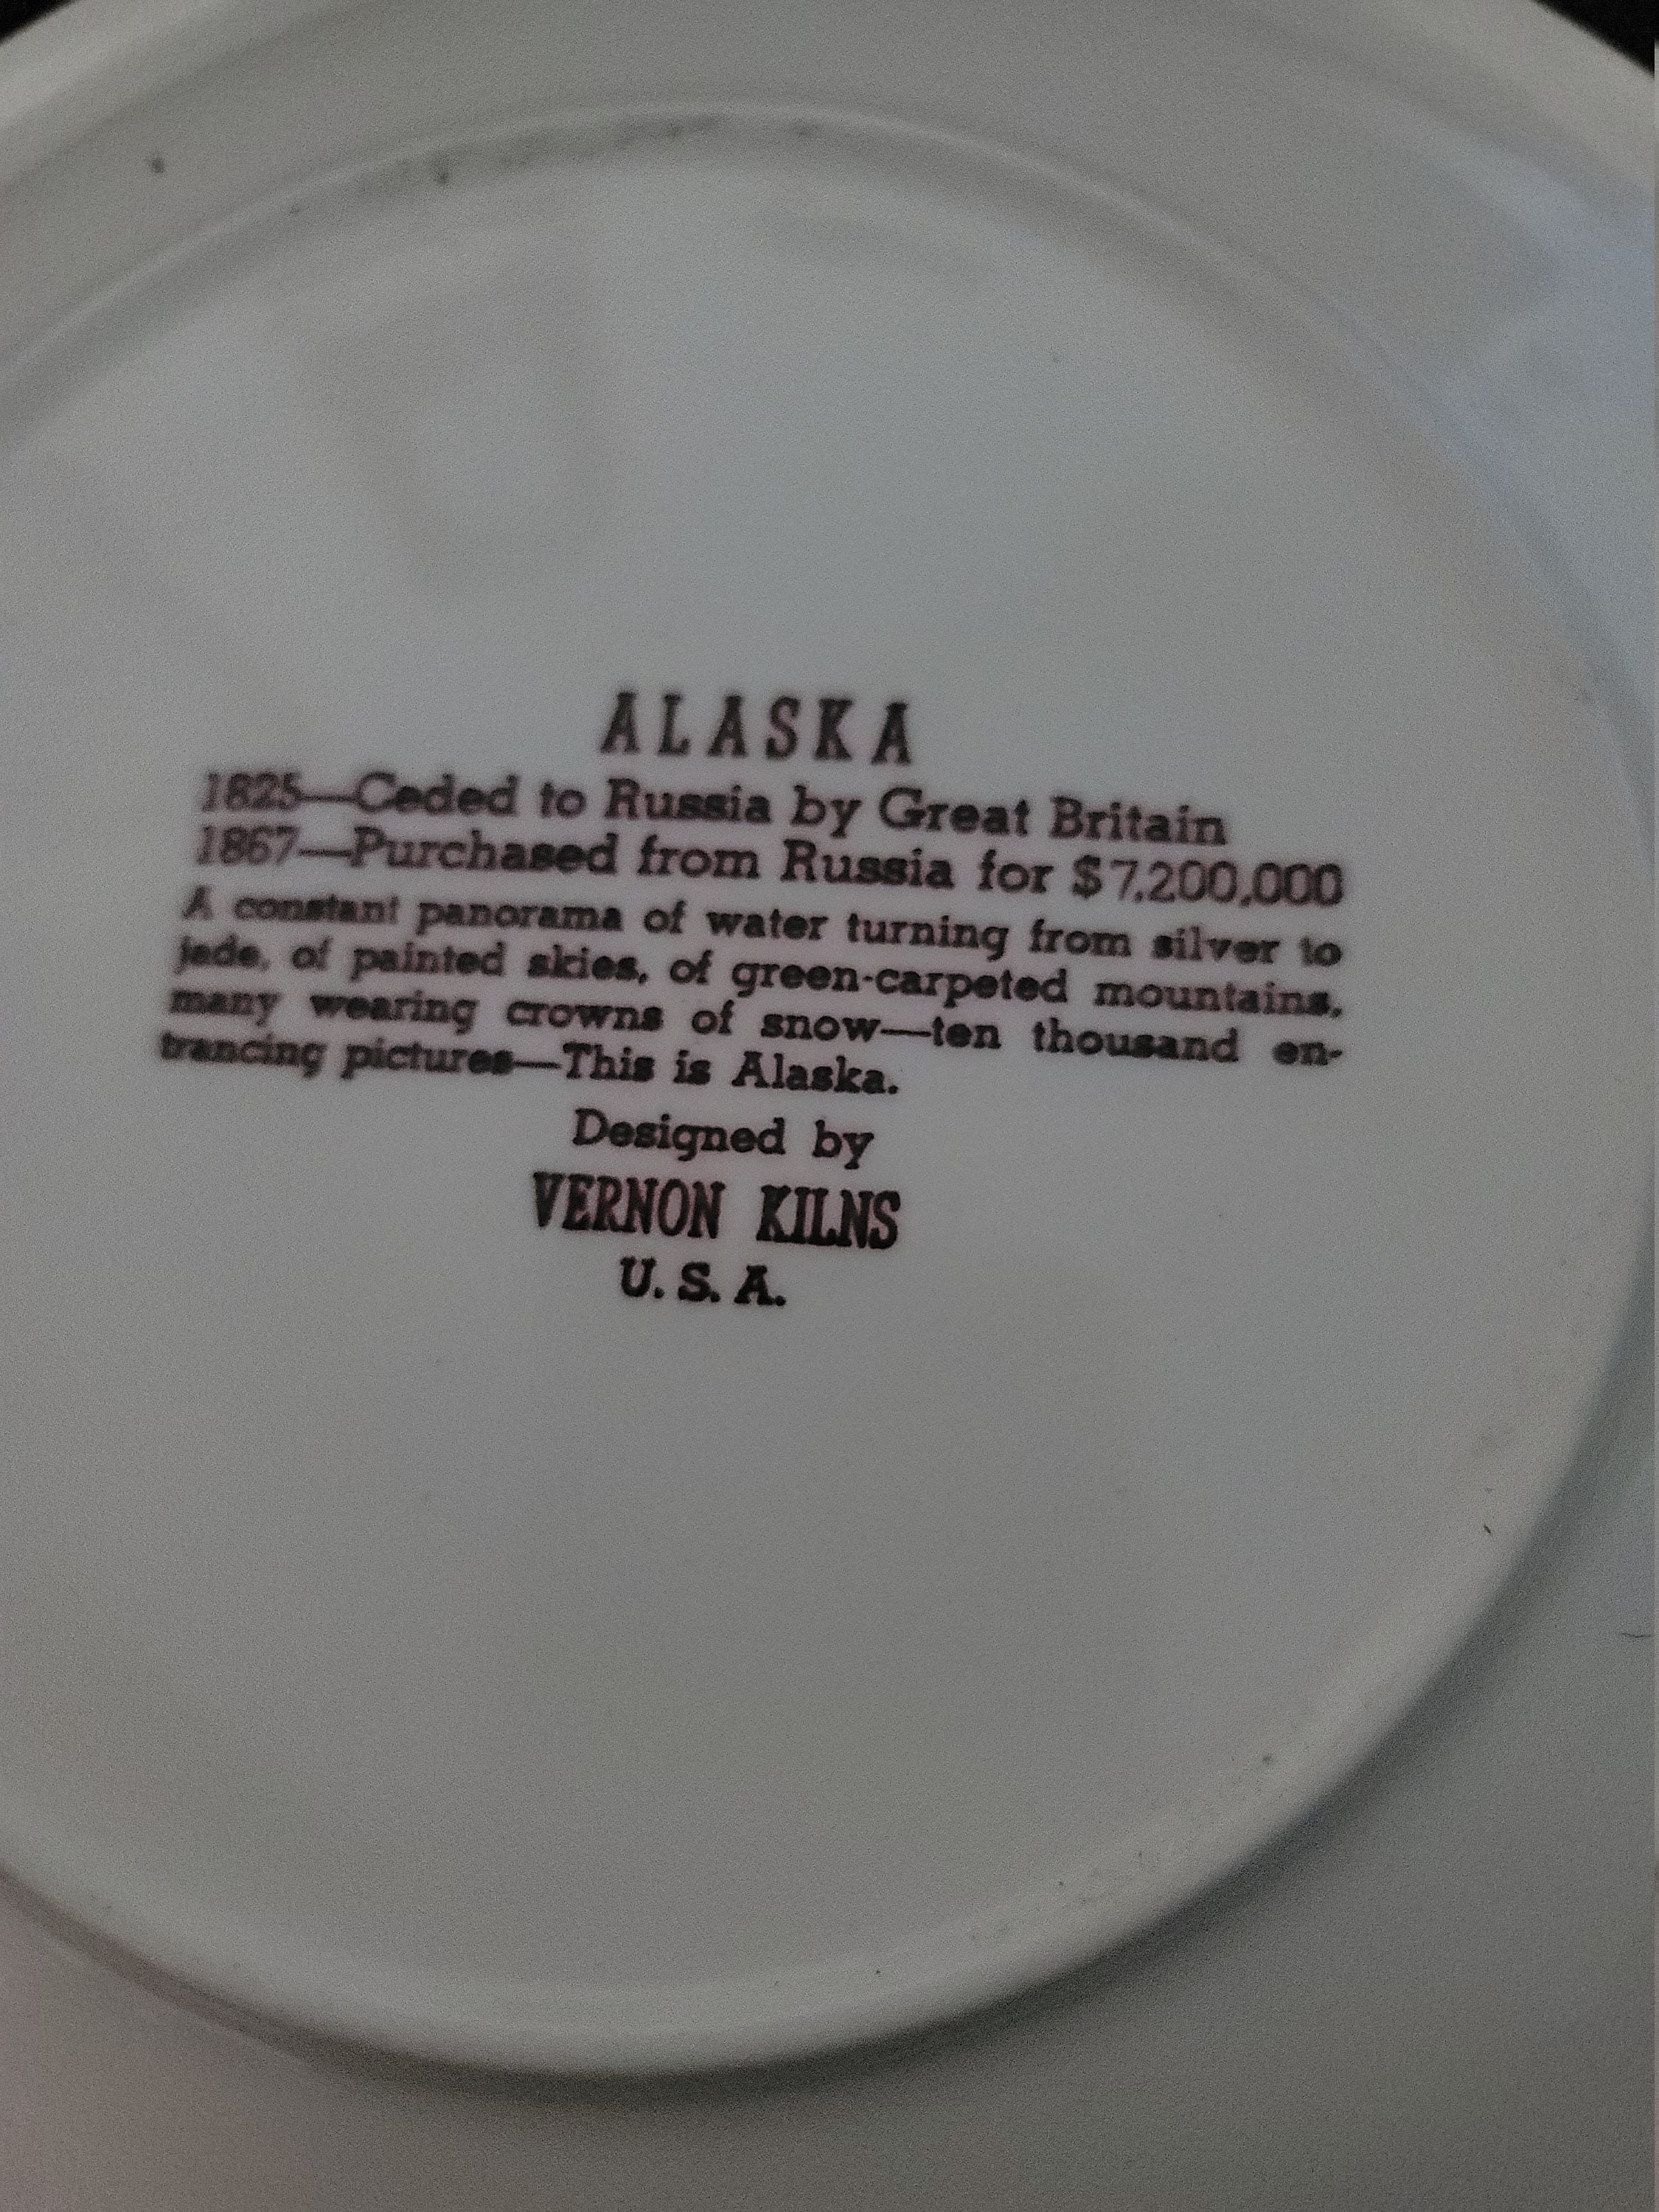 ALASKA
1825—Ceded to Russia by Great Britain
1867—Purchased from Russia for $7,200,000
A constant panorama of water turning from silver to
jade, of painted skies, of green-carpeted mountains,
many wearing crowns of snow—ten thousand en-
trancing pictures—This is Alaska.
Designed by
VERNON KILNS
U. S. A.